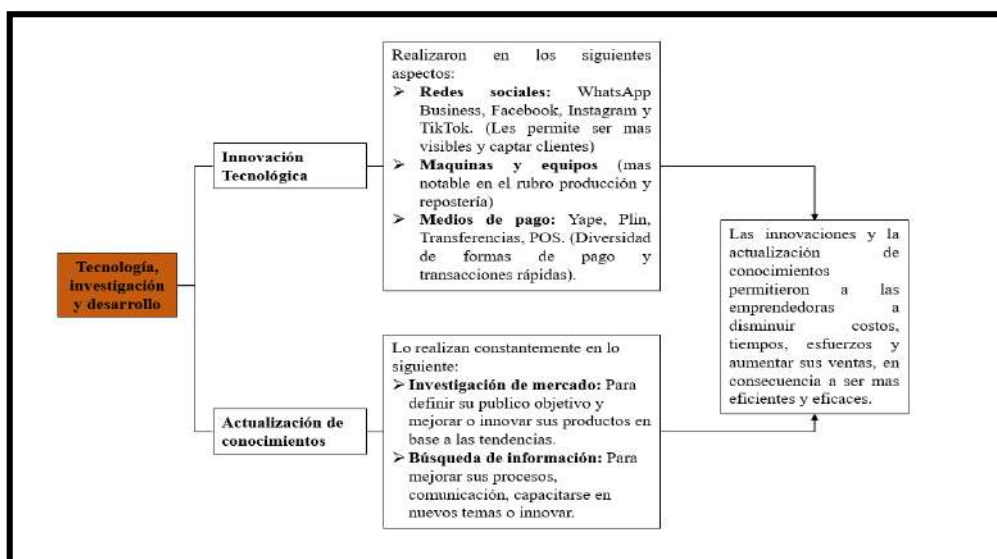 Tecnología,
investigación
y desarrollo
Innovación
Tecnológica
Realizaron en los siguientes
aspectos:
➢ Redes sociales: WhatsApp
Business, Facebook, Instagram y
TikTok. (Les permite ser mas
visibles y captar clientes)
➢ Maquinas y equipos (mas
notable en el rubro producción y
repostería)
➢ Medios de pago: Yape, Plin,
Transferencias, POS. (Diversidad
de formas de pago y
transacciones rápidas).
Actualización de
conocimientos
Lo realizan constantemente en lo
siguiente:
➢ Investigación de mercado: Para
definir su publico objetivo y
mejorar o innovar sus productos en
base a las tendencias.
➢ Búsqueda de información: Para
mejorar sus procesos,
comunicación, capacitarse en
nuevos temas o innovar.
Las innovaciones y la
actualización de
conocimientos
permitieron a las
emprendedoras a
disminuir costos,
tiempos, esfuerzos y
aumentar sus ventas, en
consecuencia a ser mas
eficientes y eficaces.